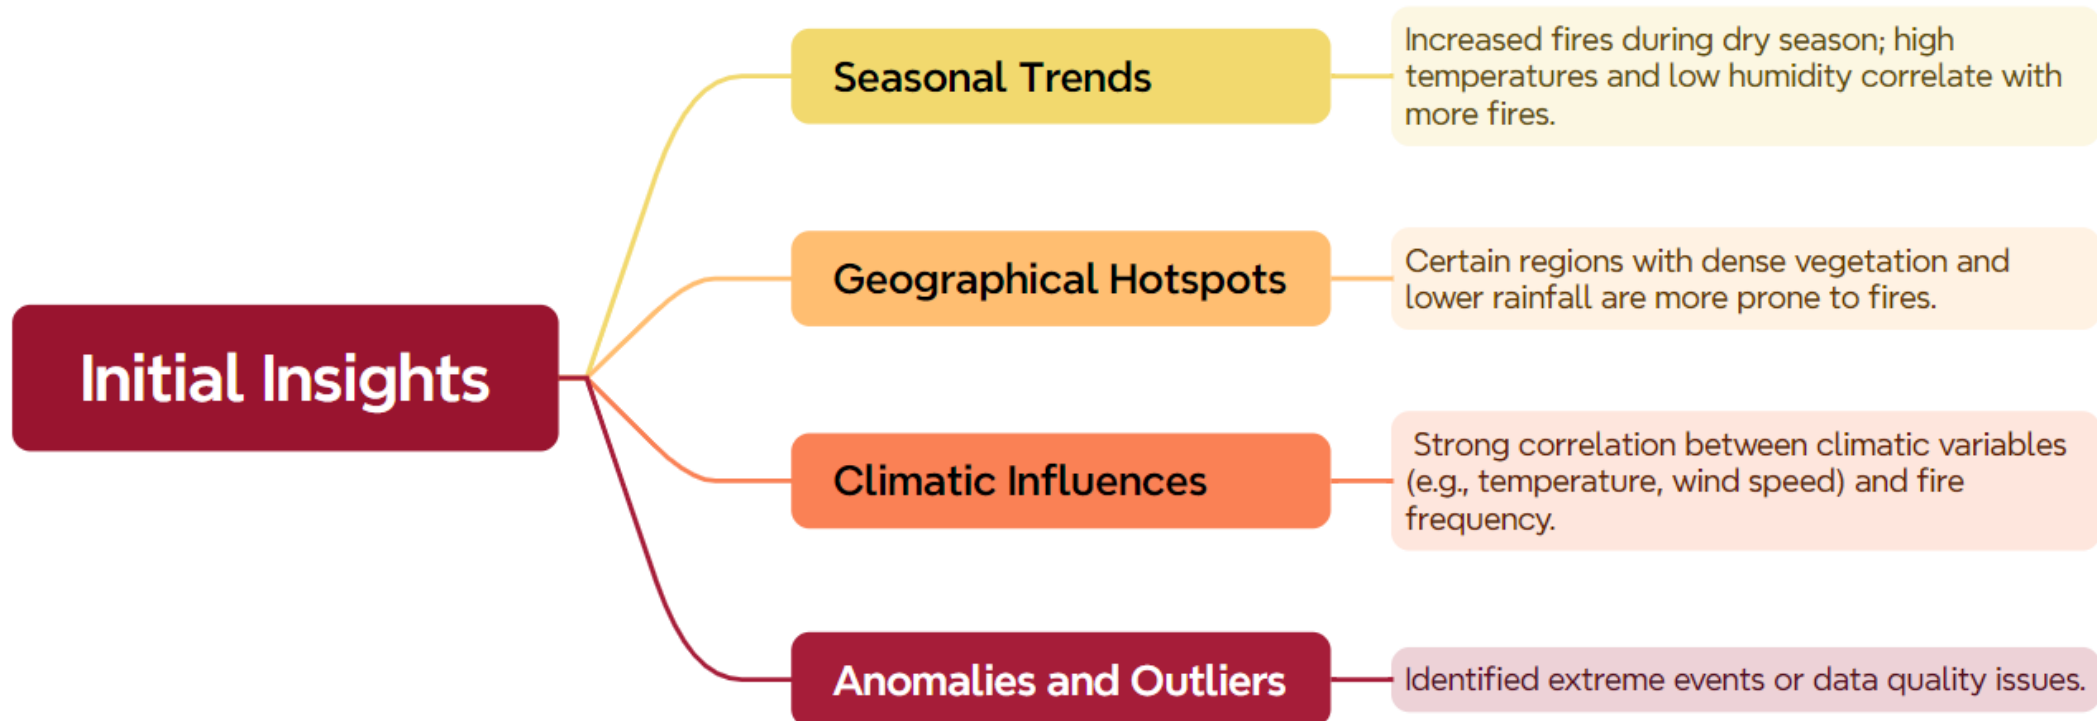 Initial Insights
Seasonal Trends
Increased fires during dry season; high
temperatures and low humidity correlate with
more fires.
Geographical Hotspots
Certain regions with dense vegetation and
lower rainfall are more prone to fires.
Climatic Influences
Strong correlation between climatic variables
(e.g., temperature, wind speed) and fire
frequency.
Anomalies and Outliers
Identified extreme events or data quality issues.